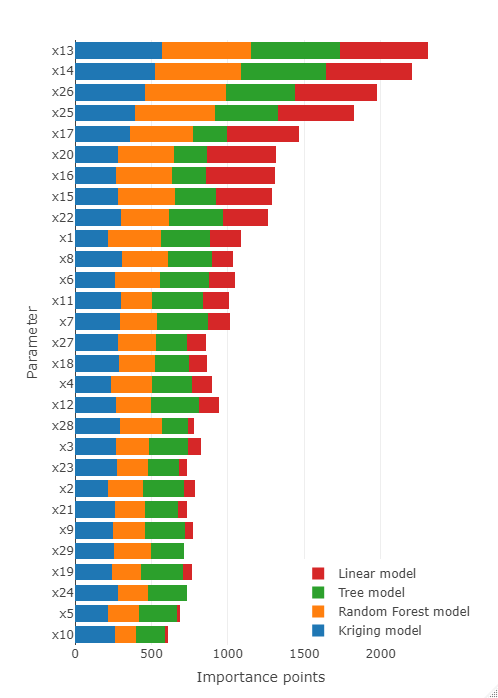 x13
x14
x26
x25
x17
x20
x16
x15
x22
x1
x8
x6
x11
x7
x27
x18
x4
x12
x28
x3
x23
x2
x21
x9
x29
x19
x24
x5
x10
Parameter
Linear model
Tree model
Random Forest model
Kriging model
0 500 1000 1500 2000
Importance points